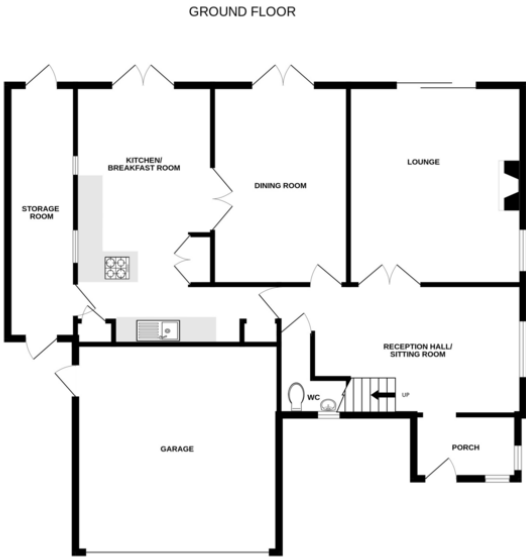 GROUND FLOOR
KITCHEN/
BREAKFAST ROOM
LOUNGE
DINING ROOM
STORAGE
ROOM
RECEPTION HALL/
SITTING ROOM
WC
UP
PORCH
GARAGE